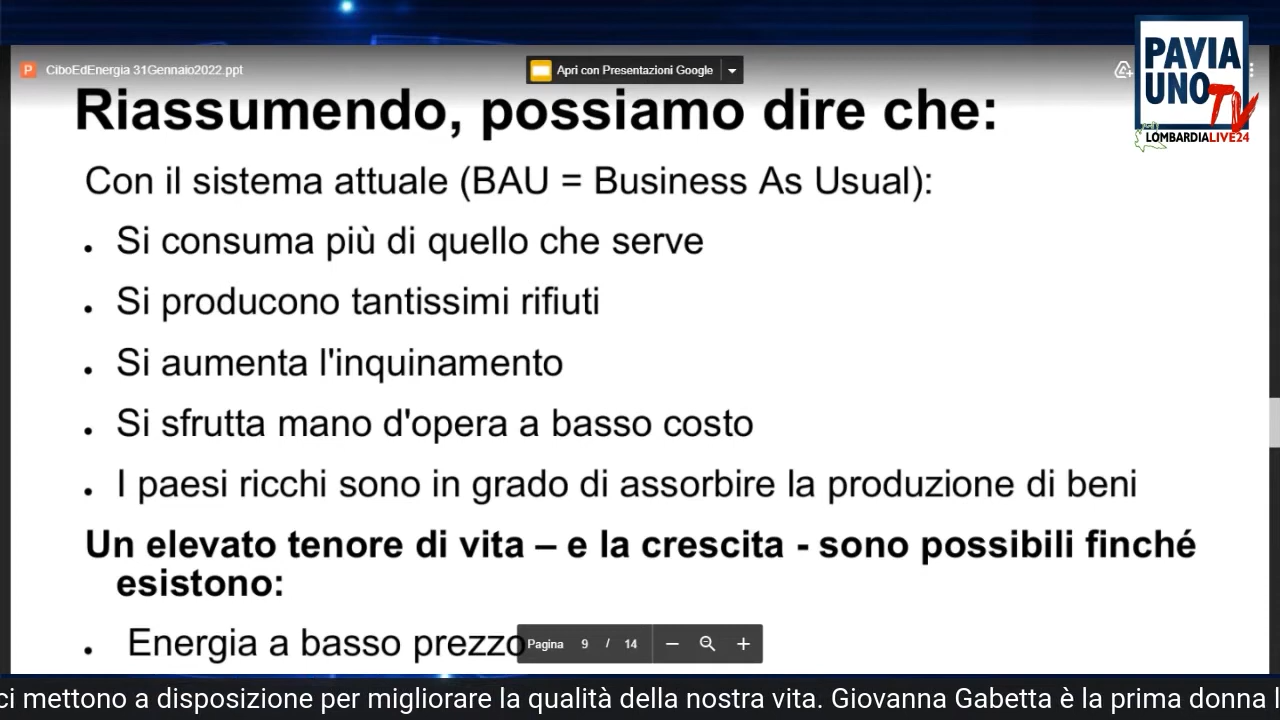 CiboEdEnergia 31Gennaio2022.ppt
Apri con Presentazioni Google
PAVIA
UNO TV
LOMBARDIALIVE24
Riassumendo, possiamo dire che:
Con il sistema attuale (BAU = Business As Usual):
• Si consuma più di quello che serve
• Si producono tantissimi rifiuti
• Si aumenta l'inquinamento
• Si sfrutta mano d'opera a basso costo
• I paesi ricchi sono in grado di assorbire la produzione di beni
Un elevato tenore di vita – e la crescita - sono possibili finché
esistono:
• Energia a basso prezzo
Pagina 9 / 14
ci mettono a disposizione per migliorare la qualità della nostra vita. Giovanna Gabetta è la prima donna l